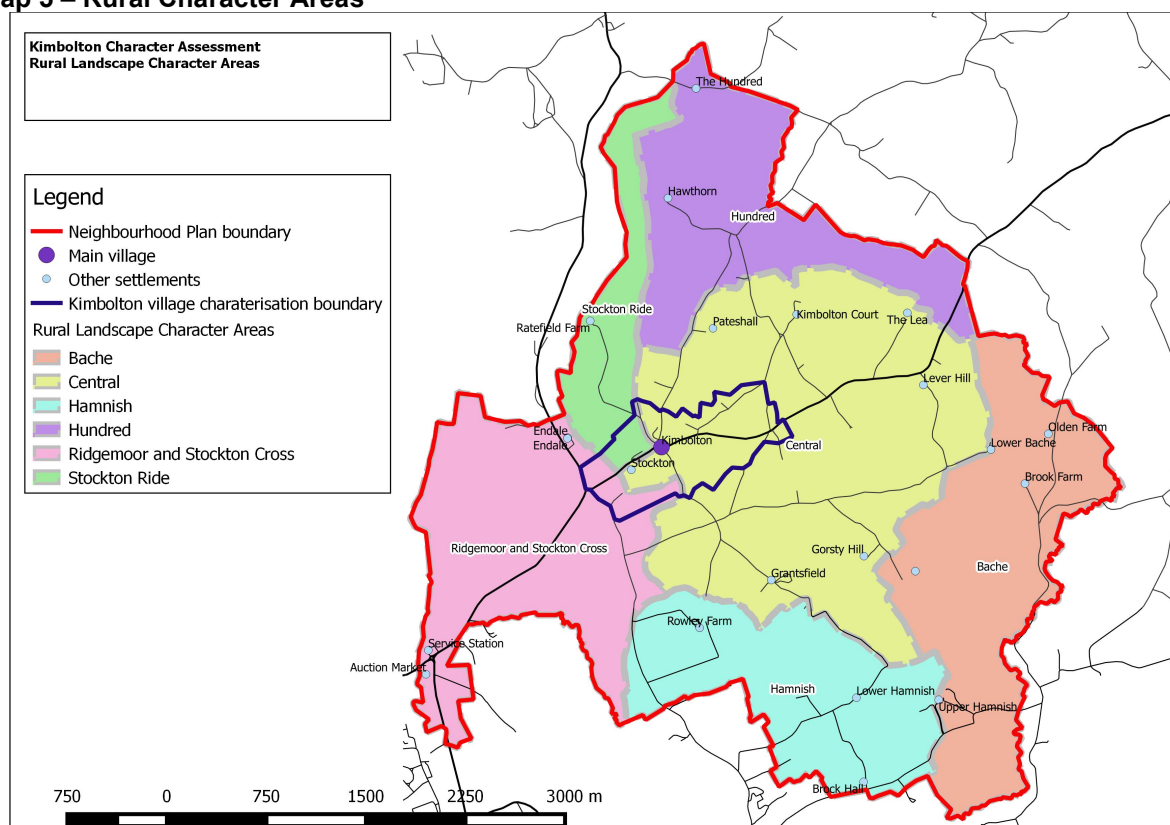 ap 5 – Rural Character Areas
Kimbolton Character Assessment
Rural Landscape Character Areas
Legend
Neighbourhood Plan boundary
Main village
Other settlements
Kimbolton village charaterisation boundary
Rural Landscape Character Areas
Bache
Central
Hamnish
Hundred
Ridgemoor and Stockton Cross
Stockton Ride
The Hundred
Hawthorn
Hundred
Stockton Ride
Ratefield Farm
Pateshall
Kimbolton Court
The Lea
Lever Hill
Endale
Endale
Kimbolton
Central
Stockton
Olden Farm
Lower Bache
Brook Farm
Ridgemoor and Stockton Cross
Gorsty Hill
Grantsfield
Bache
Rowley Farm
Service Station
Auction Market
Hamnish
Lower Hamnish
Upper Hamnish
Brock Hall
750 0 750 1500 2250 3000 m